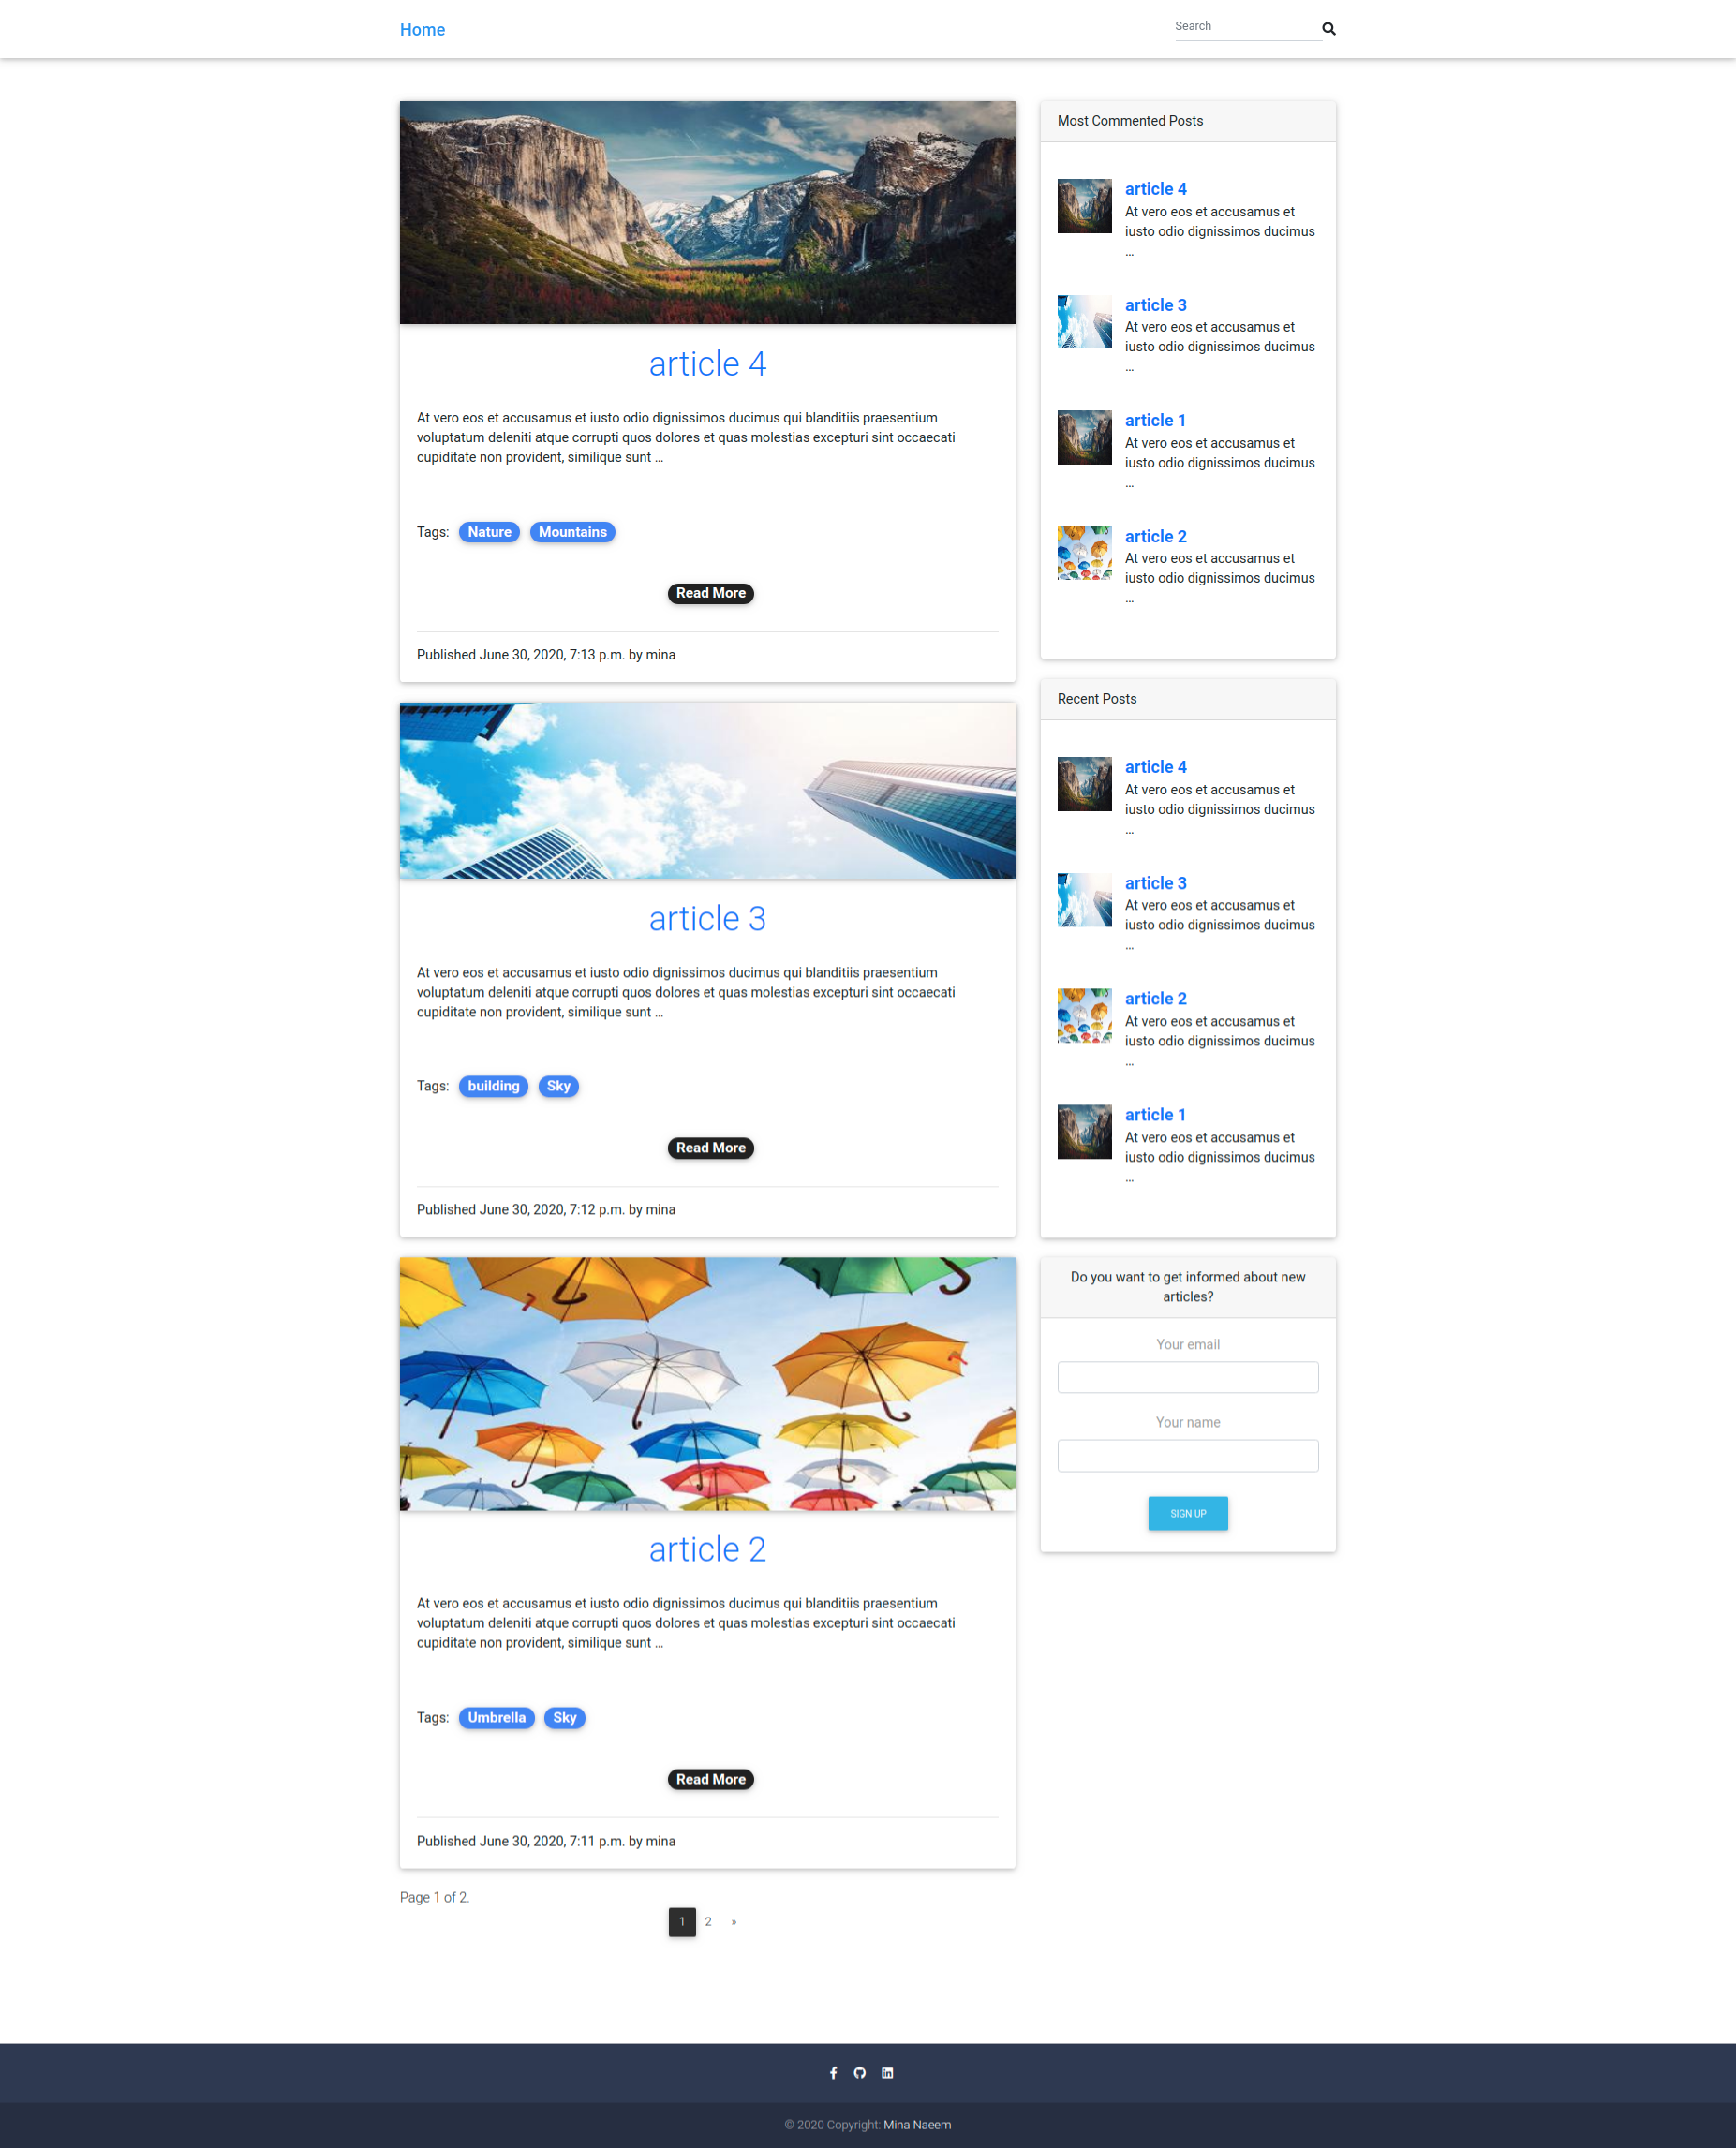 Home
Search
article 4
At vero eos et accusamus et iusto odio dignissimos ducimus qui blanditiis praesentium
voluptatum deleniti atque corrupti quos dolores et quas molestias excepturi sint occaecati
cupiditate non provident, similique sunt …
Tags: Nature Mountains
Read More
Published June 30, 2020, 7:13 p.m. by mina
article 3
At vero eos et accusamus et iusto odio dignissimos ducimus qui blanditiis praesentium
voluptatum deleniti atque corrupti quos dolores et quas molestias excepturi sint occaecati
cupiditate non provident, similique sunt …
Tags: building Sky
Read More
Published June 30, 2020, 7:12 p.m. by mina
article 2
At vero eos et accusamus et iusto odio dignissimos ducimus qui blanditiis praesentium
voluptatum deleniti atque corrupti quos dolores et quas molestias excepturi sint occaecati
cupiditate non provident, similique sunt …
Tags: Umbrella Sky
Read More
Published June 30, 2020, 7:11 p.m. by mina
Page 1 of 2.
1 2 »
Most Commented Posts
article 4
At vero eos et accusamus et
iusto odio dignissimos ducimus
…
article 3
At vero eos et accusamus et
iusto odio dignissimos ducimus
…
article 1
At vero eos et accusamus et
iusto odio dignissimos ducimus
…
article 2
At vero eos et accusamus et
iusto odio dignissimos ducimus
…
Recent Posts
article 4
At vero eos et accusamus et
iusto odio dignissimos ducimus
…
article 3
At vero eos et accusamus et
iusto odio dignissimos ducimus
…
article 2
At vero eos et accusamus et
iusto odio dignissimos ducimus
…
article 1
At vero eos et accusamus et
iusto odio dignissimos ducimus
…
Do you want to get informed about new
articles?
Your email
Your name
SIGN UP
© 2020 Copyright: Mina Naeem